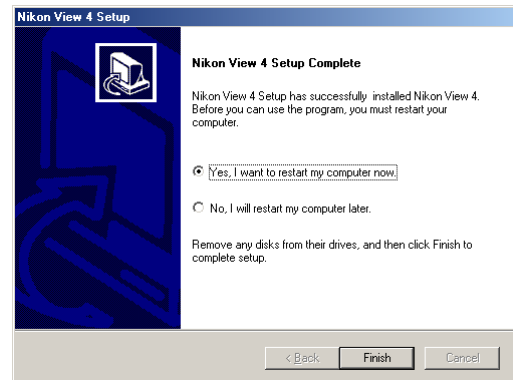 Nikon View 4 Setup
Nikon View 4 Setup Complete
Nikon View 4 Setup has successfully installed Nikon View 4.
Before you can use the program, you must restart your
computer.
Yes, I want to restart my computer now.
No, I will restart my computer later.
Remove any disks from their drives, and then click Finish to
complete setup.
< Back Finish Cancel